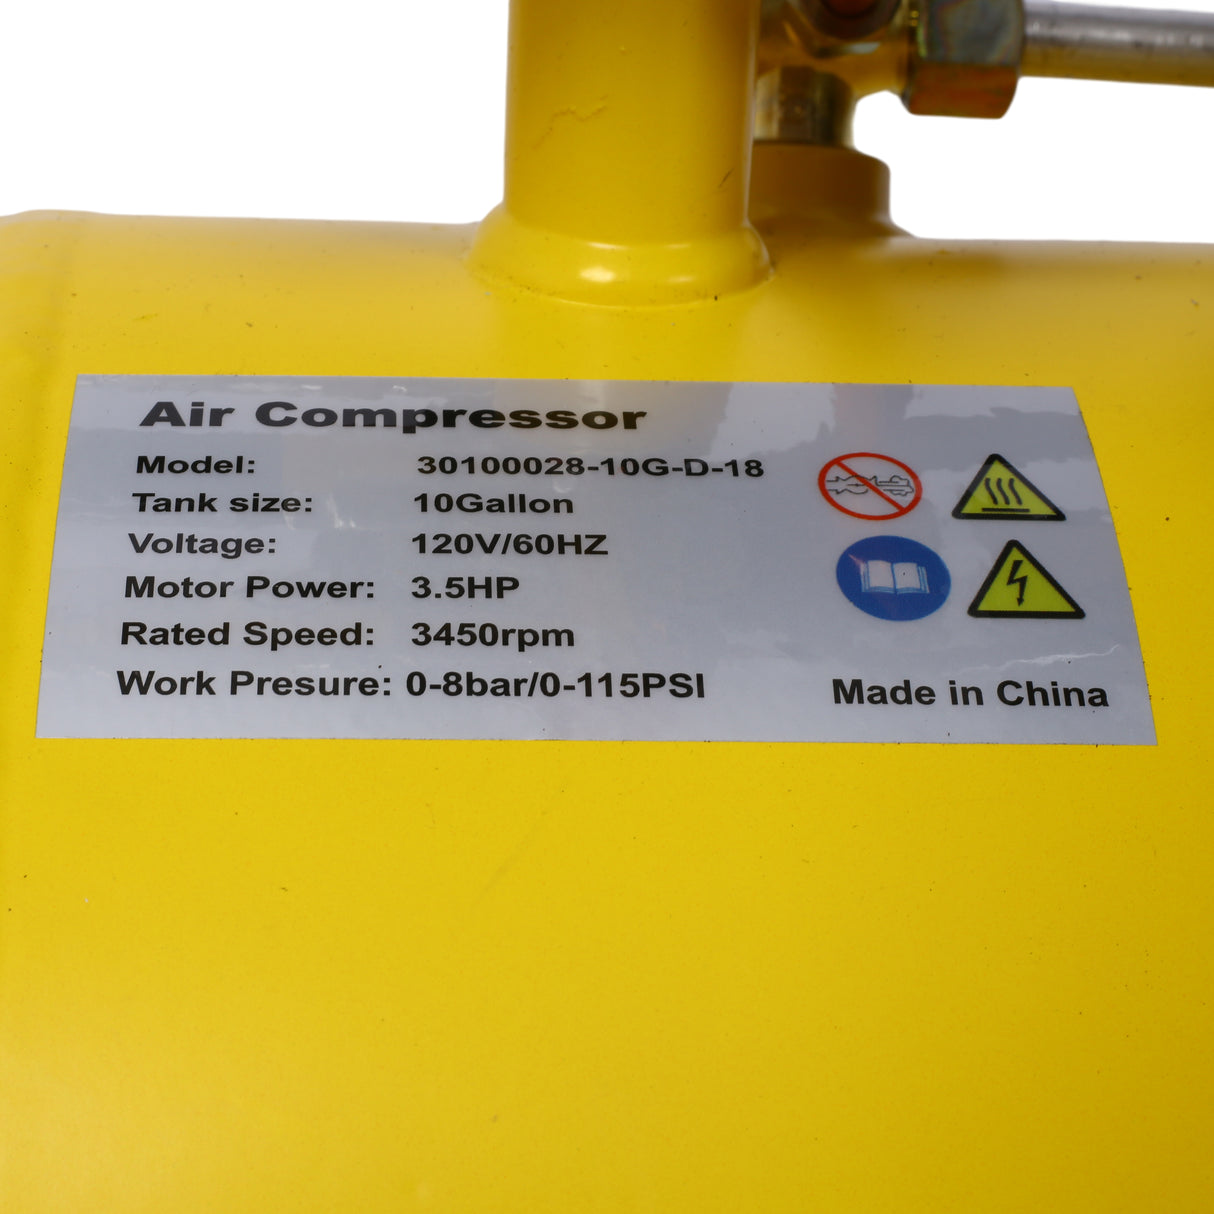 Air Compressor
Model: 30100028-10G-D-18
Tank size: 10Gallon
Voltage: 120V/60HZ
Motor Power: 3.5HP
Rated Speed: 3450rpm
Work Presure: 0-8bar/0-115PSI
Made in China